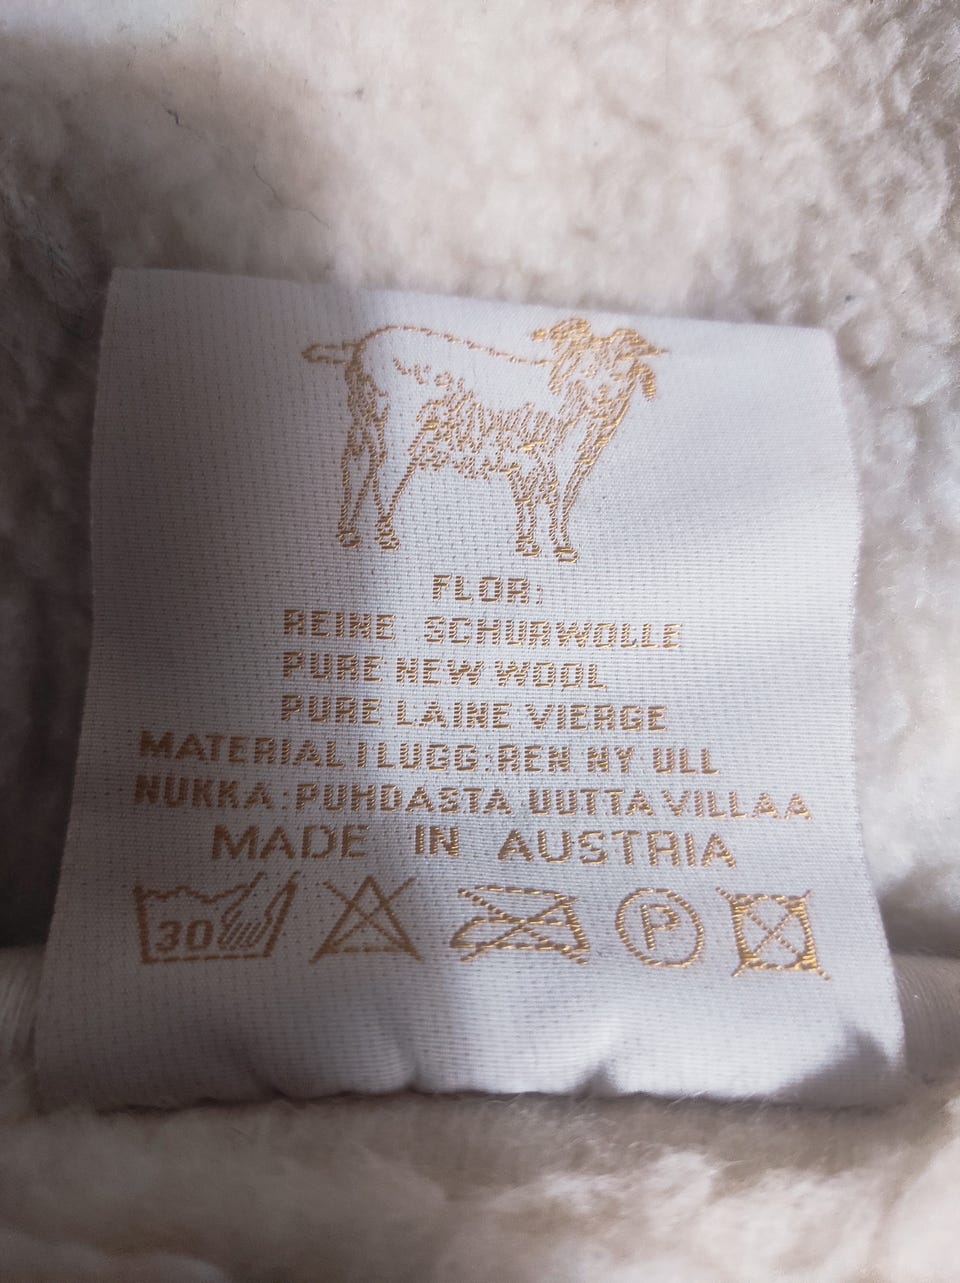 FLOR:
REINE SCHURWOLLE
PURE NEW WOOL
PURE LAINE VIERGE
MATERIAL I LUGG:REN NY ULL
NUKKA:PUHDASTA UUTTA VILLAA
MADE IN AUSTRIA
30 P